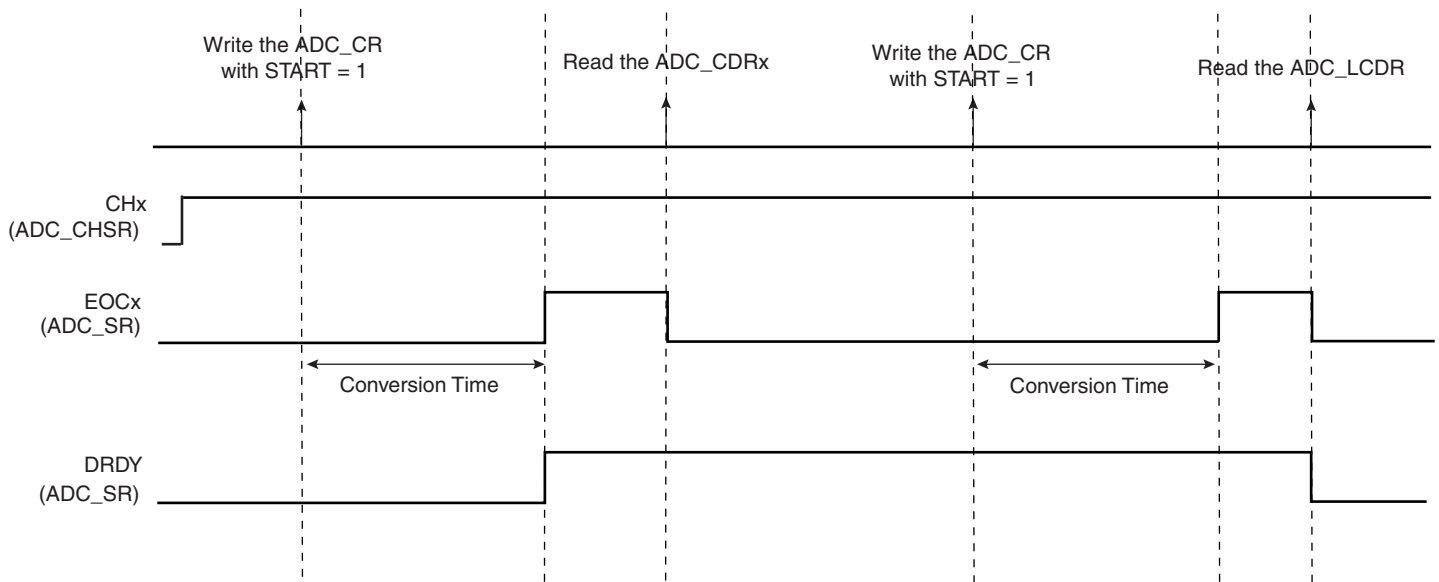 Write the ADC_CR
with START = 1
Read the ADC_CDRx
Write the ADC_CR
with START = 1
Read the ADC_LCDR
CHx
(ADC_CHSR)
EOCx
(ADC_SR)
Conversion Time
Conversion Time
DRDY
(ADC_SR)